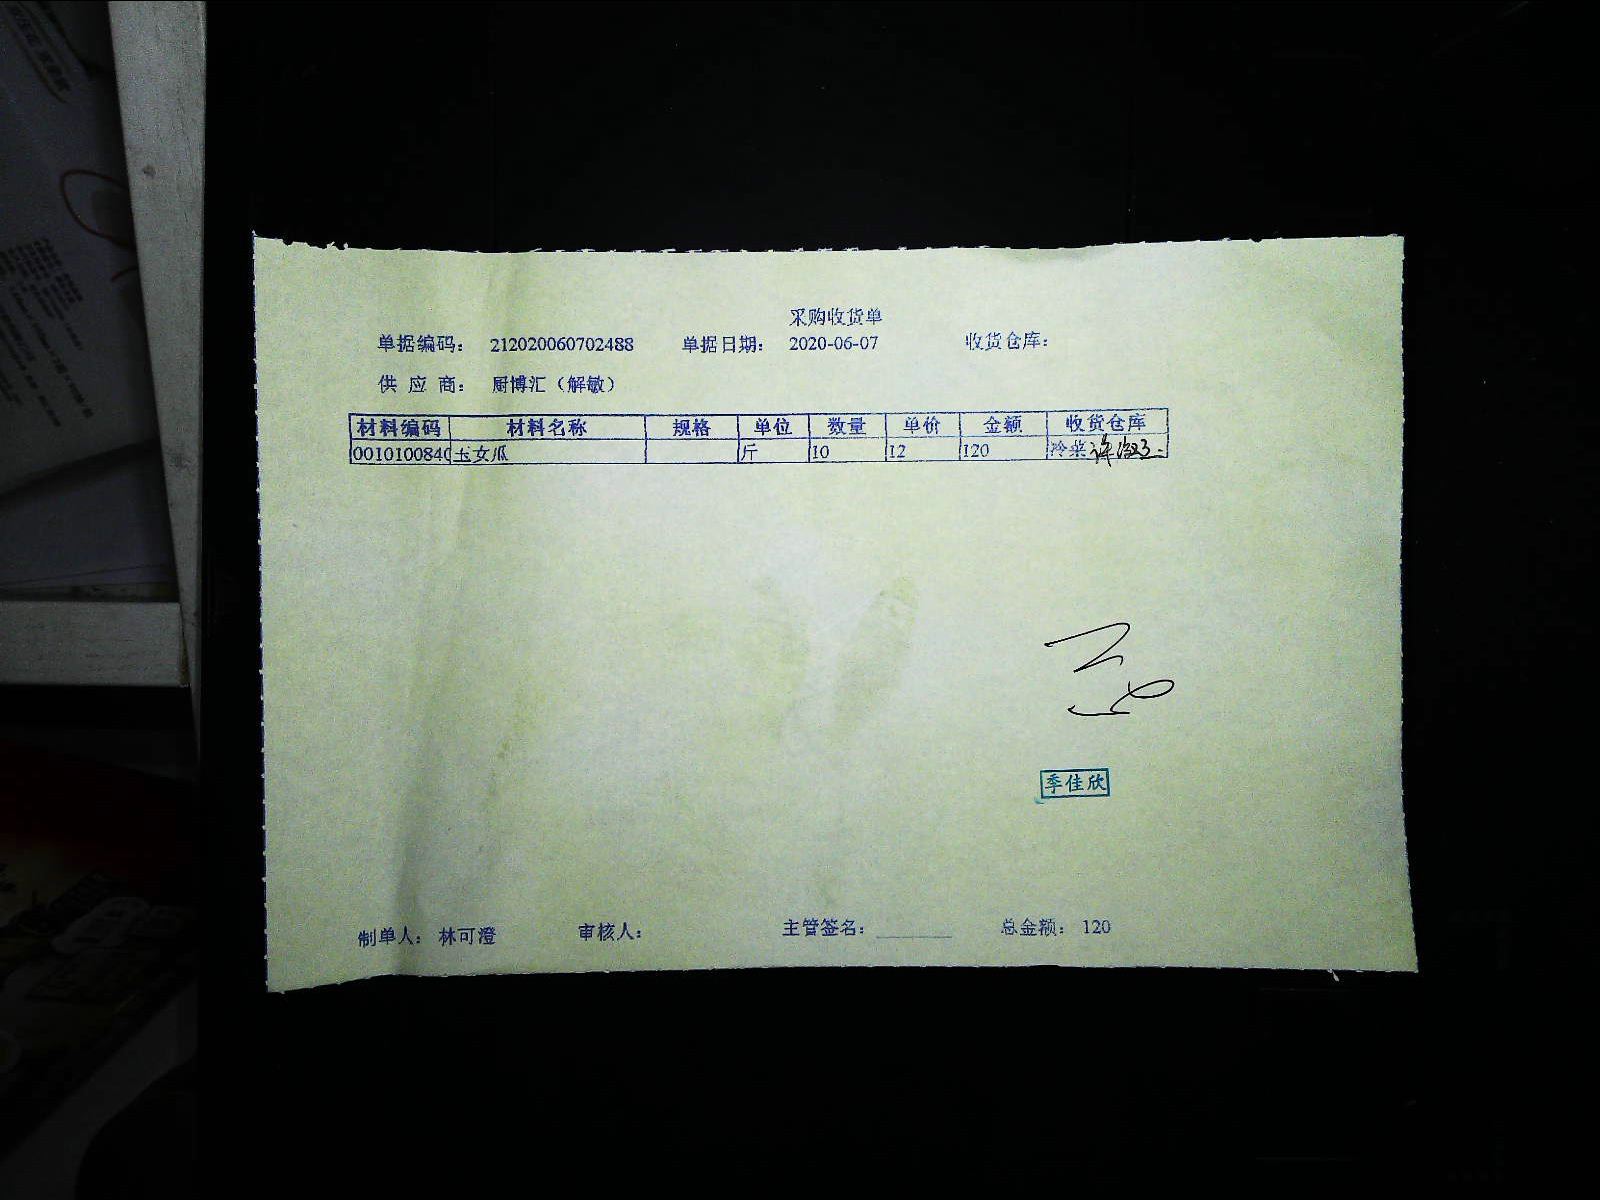 采购收货单
单据编码： 212020060702488 单据日期： 2020-06-07 收货仓库：
供 应 商： 厨博汇（解敏）
材料编码 材料名称 规格 单位 数量 单价 金额 收货仓库
0010100840 玉女瓜 斤 10 12 120 冷菜
季佳欣
制单人： 林可澄 审核人： 主管签名： ________ 总金额： 120